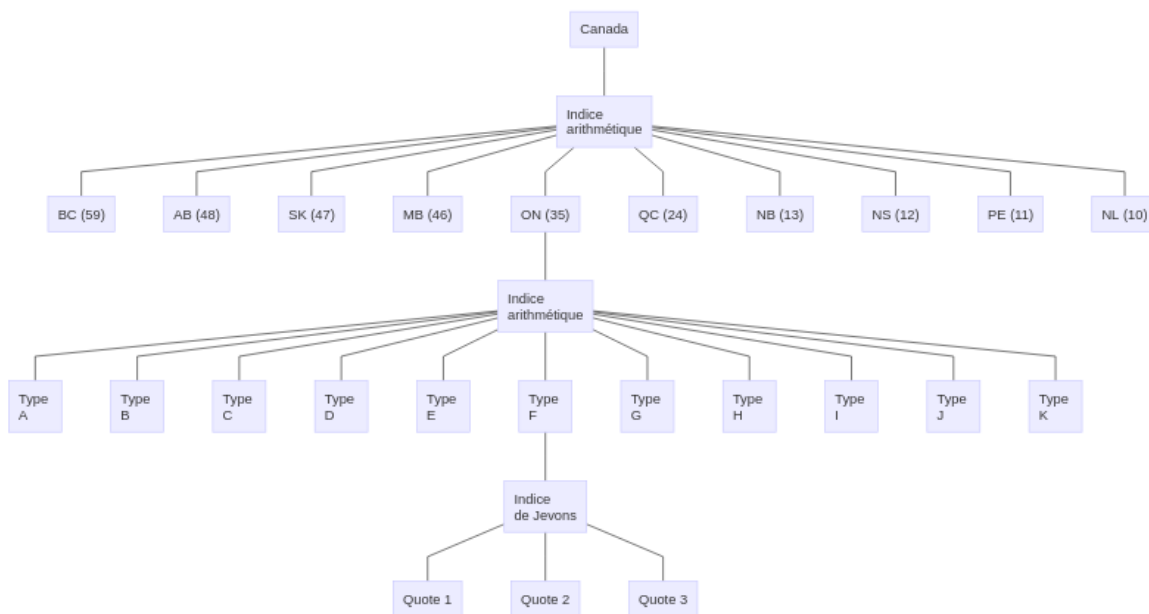 Canada
Indice
arithmétique
BC (59)
AB (48)
SK (47)
MB (46)
ON (35)
QC (24)
NB (13)
NS (12)
PE (11)
NL (10)
Indice
arithmétique
Type
A
Type
B
Type
C
Type
D
Type
E
Type
F
Type
G
Type
H
Type
I
Type
J
Type
K
Indice
de Jevons
Quote 1
Quote 2
Quote 3